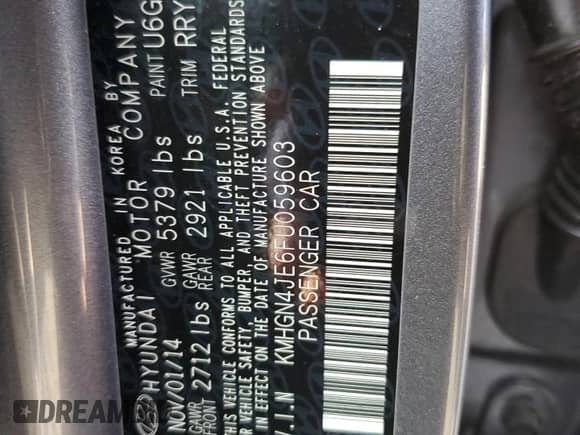 MANUFACTURED IN KOREA BY
HYUNDAI MOTOR COMPANY
NOV/01/14 GVWR 5379 lbs PAINT U6G
GAWR FRONT 2712 lbs GAWR REAR 2921 lbs TRIM RRY
THIS VEHICLE CONFORMS TO ALL APPLICABLE U.S.A. FEDERAL
MOTOR VEHICLE SAFETY, BUMPER, AND THEFT PREVENTION STANDARDS
IN EFFECT ON THE DATE OF MANUFACTURE SHOWN ABOVE
V.I.N KMHGN4JE6FU059603
PASSENGER CAR
DREAM